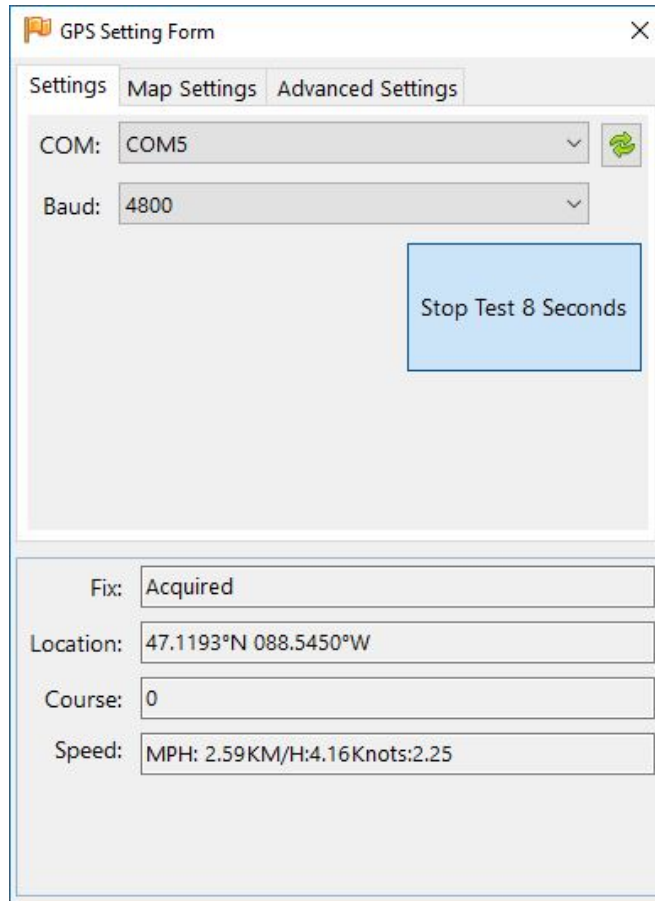 GPS Setting Form
Settings Map Settings Advanced Settings
COM: COM5
Baud: 4800
Stop Test 8 Seconds
Fix: Acquired
Location: 47.1193°N 088.5450°W
Course: 0
Speed: MPH: 2.59KM/H:4.16Knots:2.25